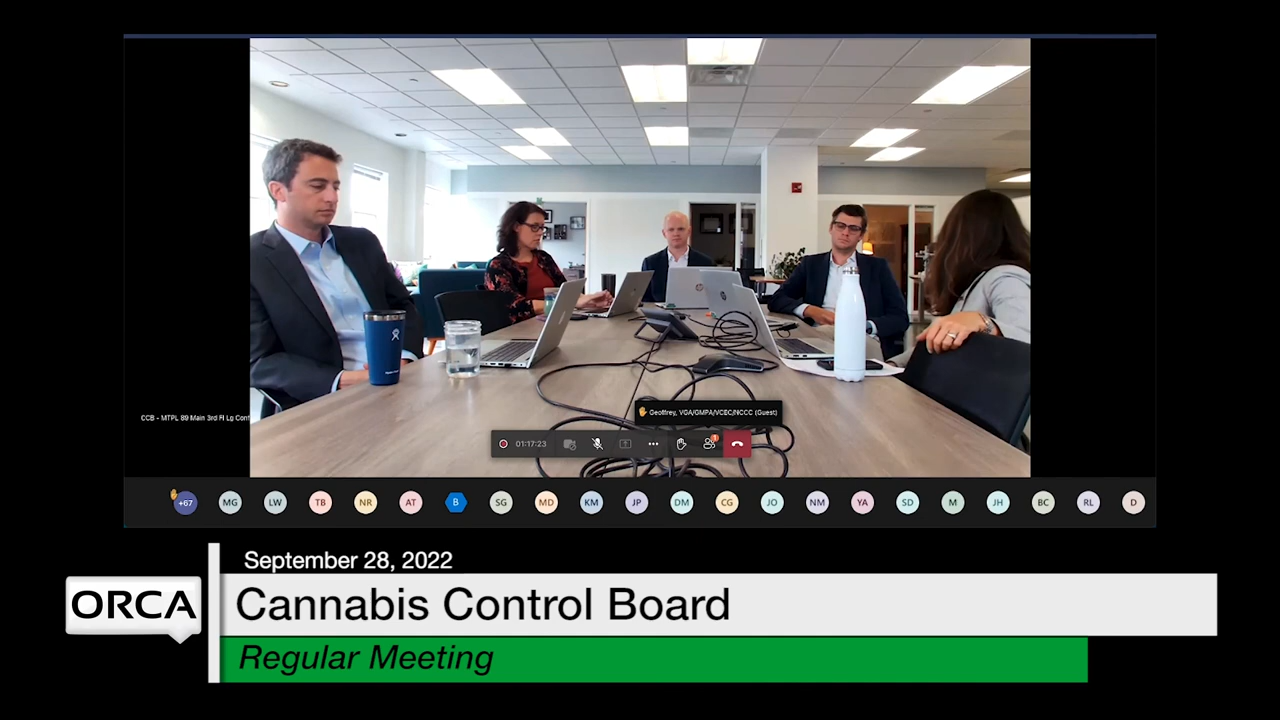 CCB - MTPL 89 Main 3rd Fl Lg Conf
Geoffrey, VGA/GMPA/VCBC/NCCC (Guest)
01:17:23
1
+67 MG LW TB NR AT B SG MD KM JP DM CG JO NM YA SD M JH BC RL D
September 28, 2022
ORCA
Cannabis Control Board
Regular Meeting